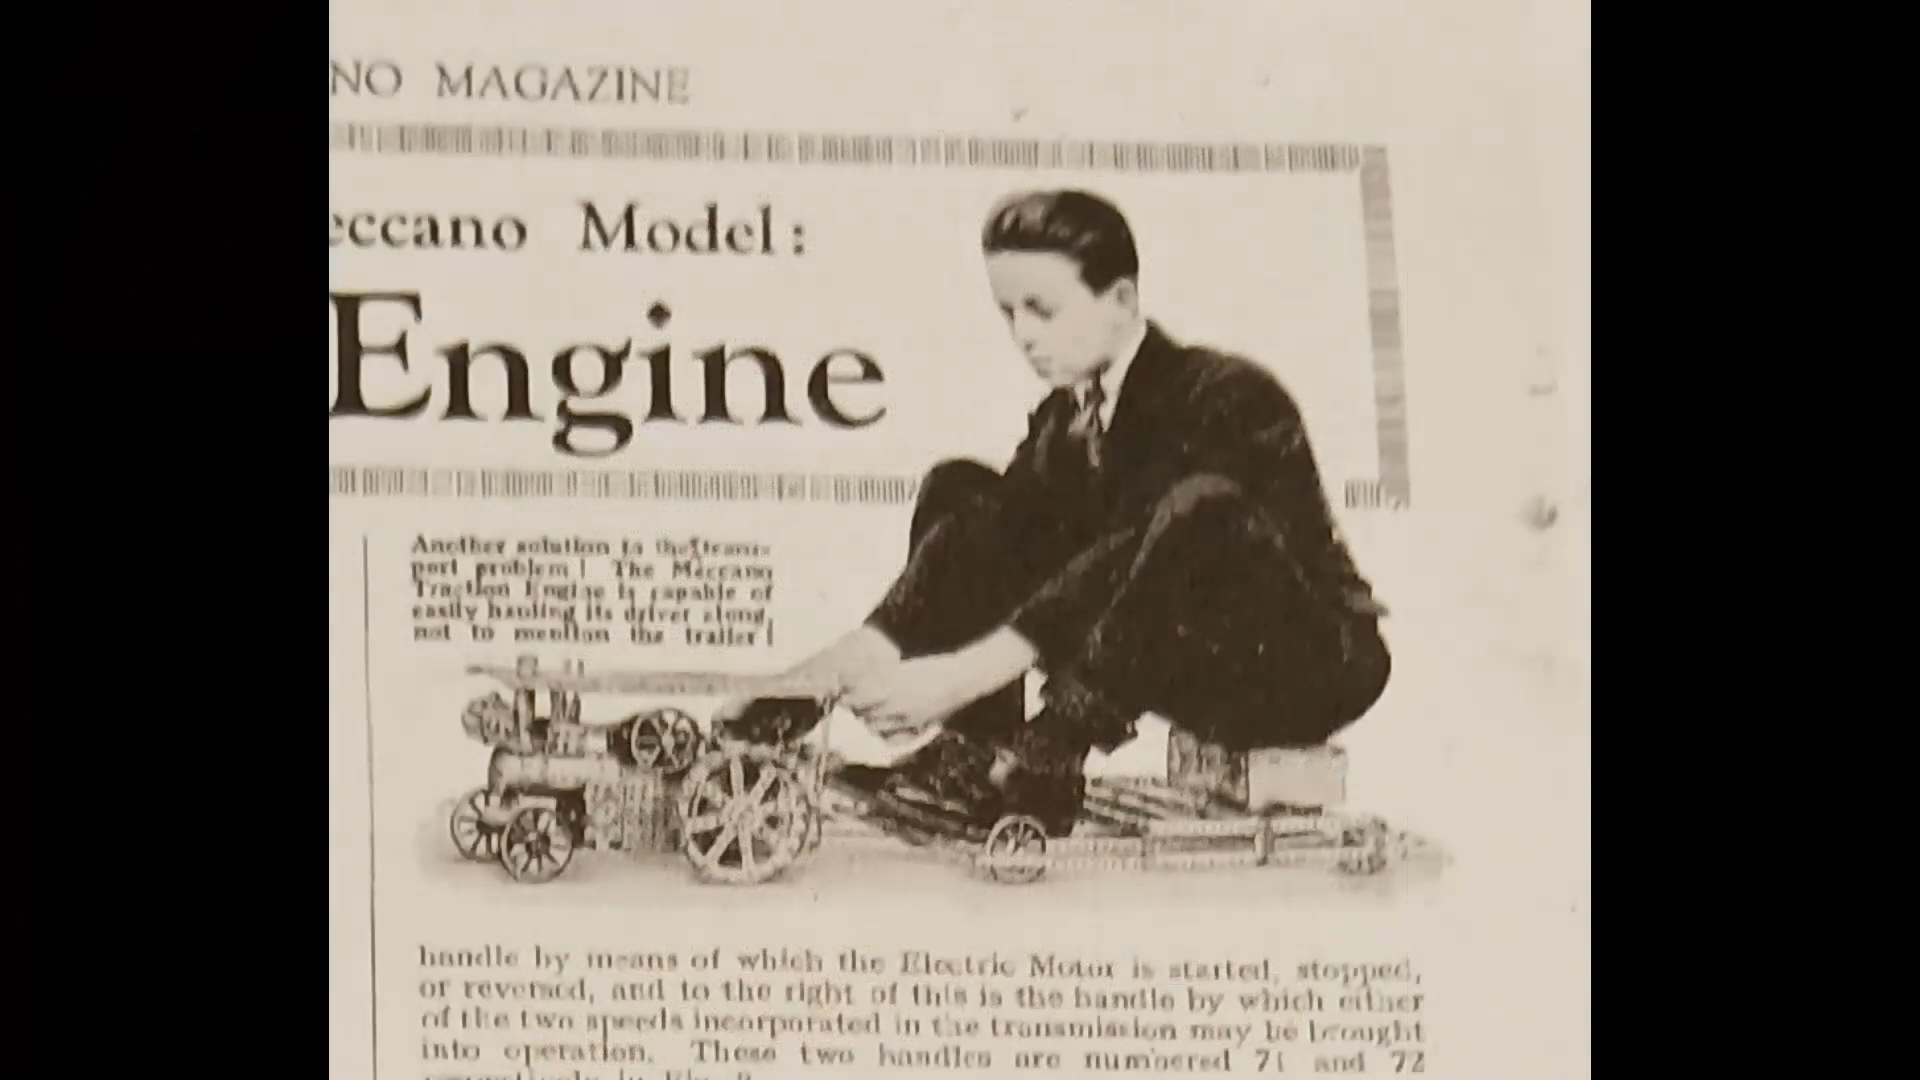 NO MAGAZINE
eccano Model:
Engine
Another solution to the trans-
port problem! The Meccano
Traction Engine is capable of
easily hauling its driver along,
not to mention the trailer!
handle by means of which the Electric Motor is started, stopped,
or reversed, and to the right of this is the handle by which either
of the two speeds incorporated in the transmission may be brought
into operation. These two handles are numbered 71 and 72